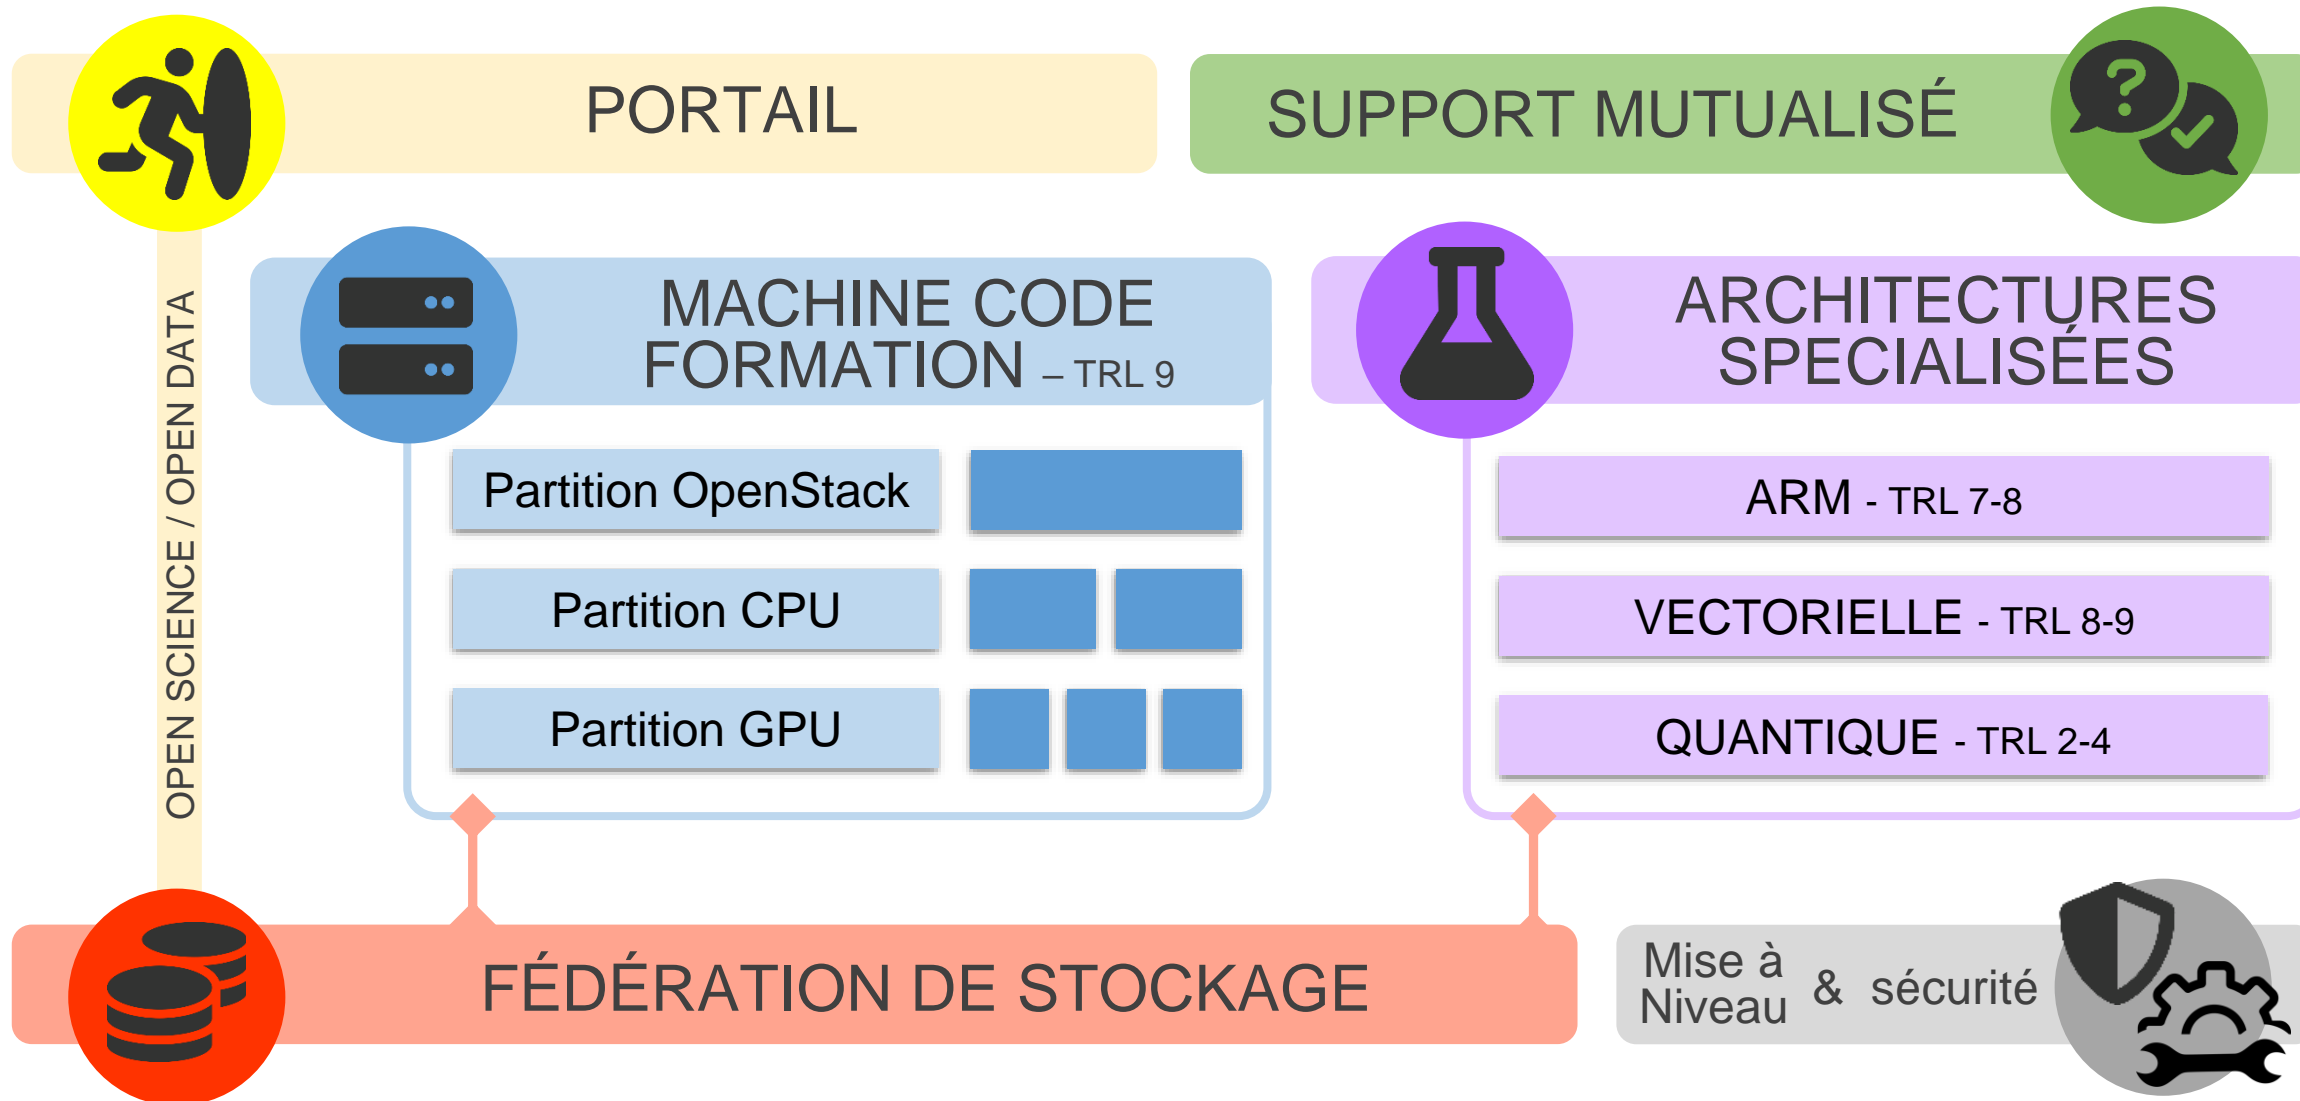 PORTAIL
SUPPORT MUTUALISÉ
OPEN SCIENCE / OPEN DATA
MACHINE CODE
FORMATION – TRL 9
Partition OpenStack
Partition CPU
Partition GPU
ARCHITECTURES
SPECIALISÉES
ARM - TRL 7-8
VECTORIELLE - TRL 8-9
QUANTIQUE - TRL 2-4
FÉDÉRATION DE STOCKAGE
Mise à
Niveau & sécurité